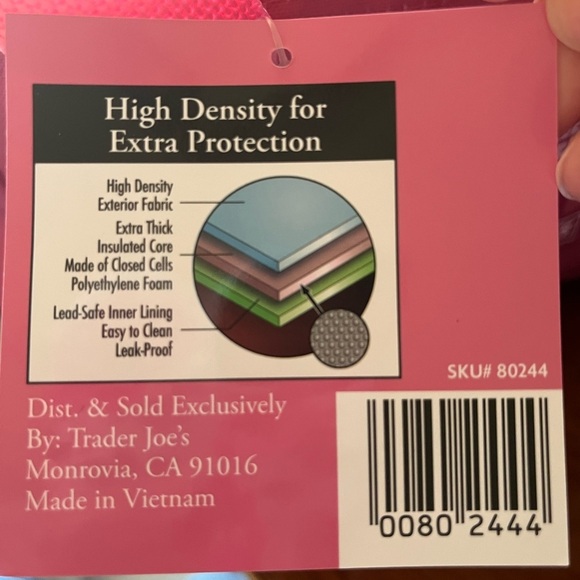 High Density for
Extra Protection
High Density
Exterior Fabric
Extra Thick
Insulated Core
Made of Closed Cells
Polyethylene Foam
Lead-Safe Inner Lining
Easy to Clean
Leak-Proof
SKU# 80244
Dist. & Sold Exclusively
By: Trader Joe's
Monrovia, CA 91016
Made in Vietnam
0080 2444